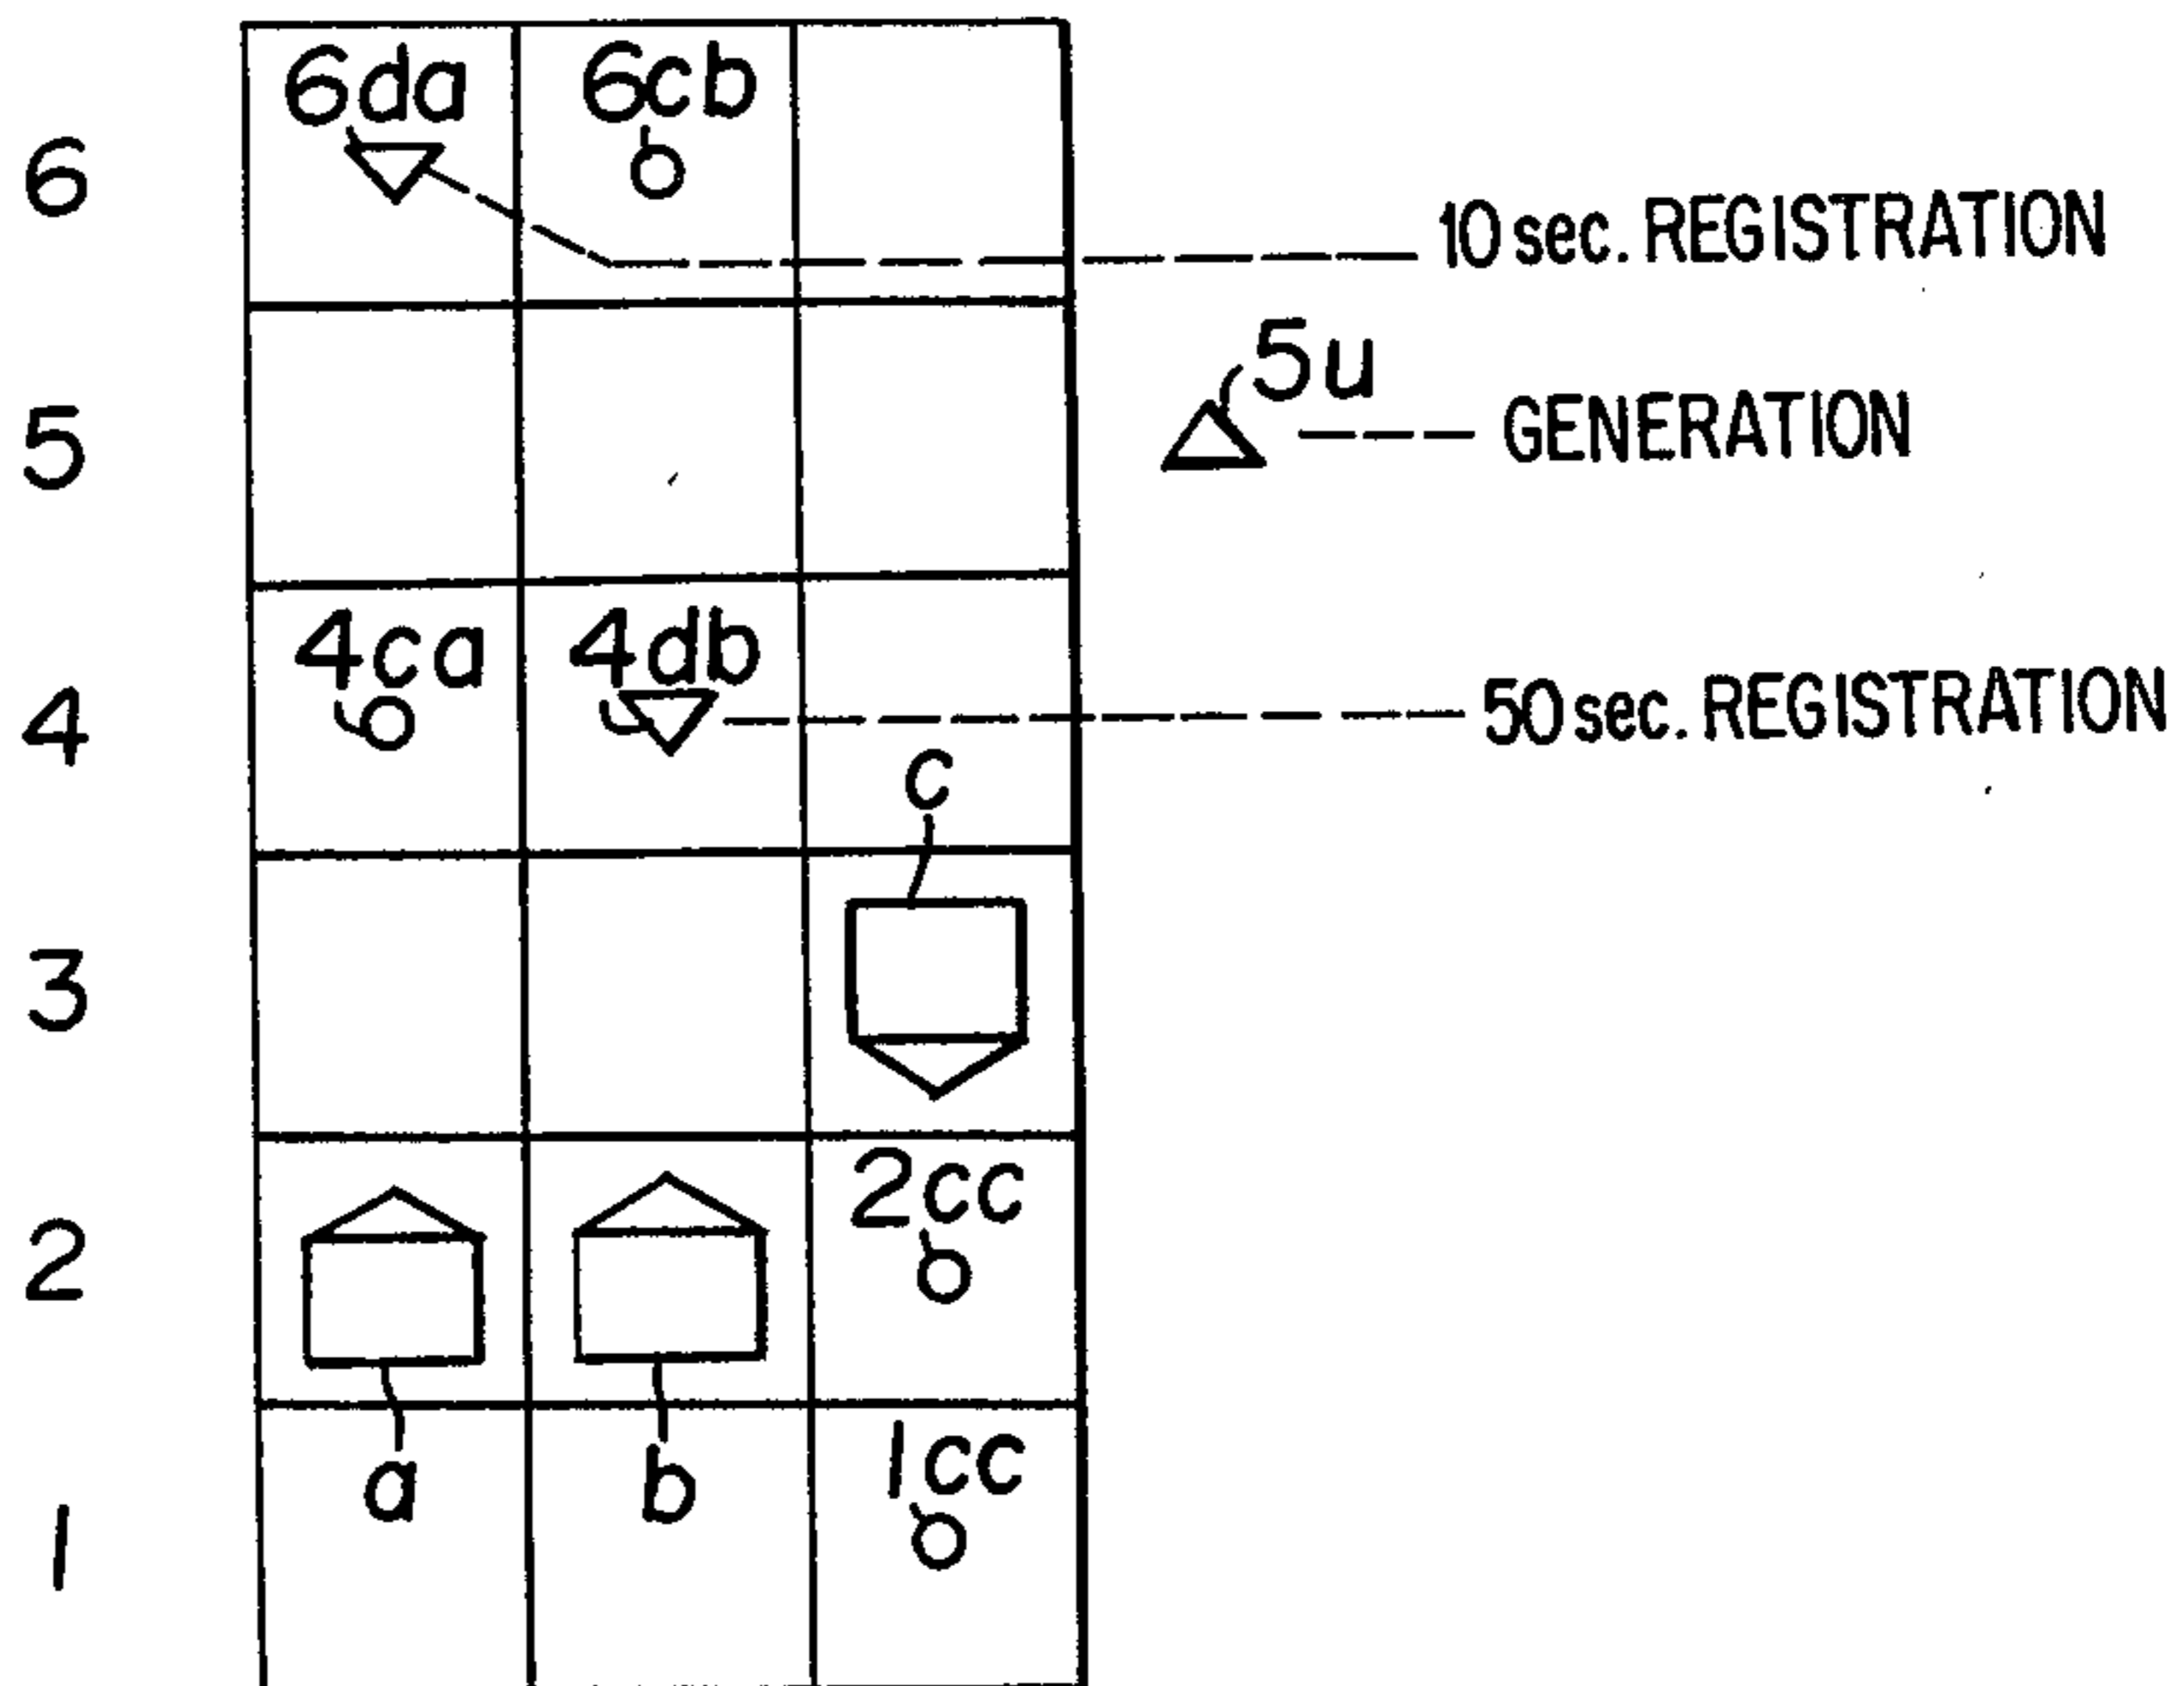 6da 6cb
6
10 sec. REGISTRATION
5u
5
GENERATION
4ca 4db
4
50 sec. REGISTRATION
c
3
2cc
2
a b 1cc
1